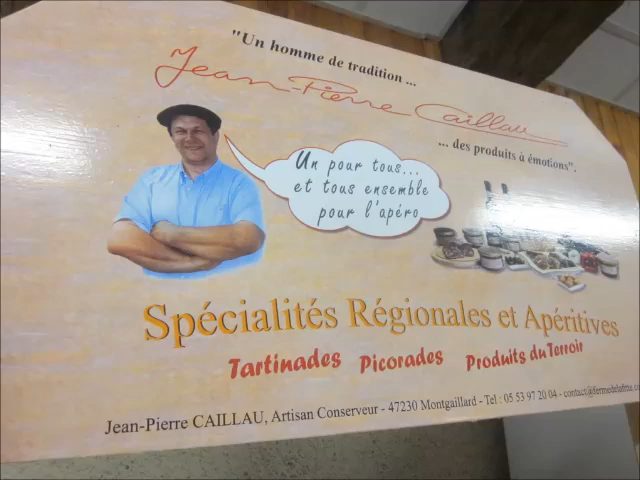 "Un homme de tradition ...
Jean-Pierre Caillau
... des produits à émotions".
Un pour tous...
et tous ensemble
pour l'apéro
Spécialités Régionales et Apéritives
Tartinades Picorades Produits du Terroir
Jean-Pierre CAILLAU, Artisan Conserveur - 47230 Montgaillard - Tel : 05 53 97 20 04 -